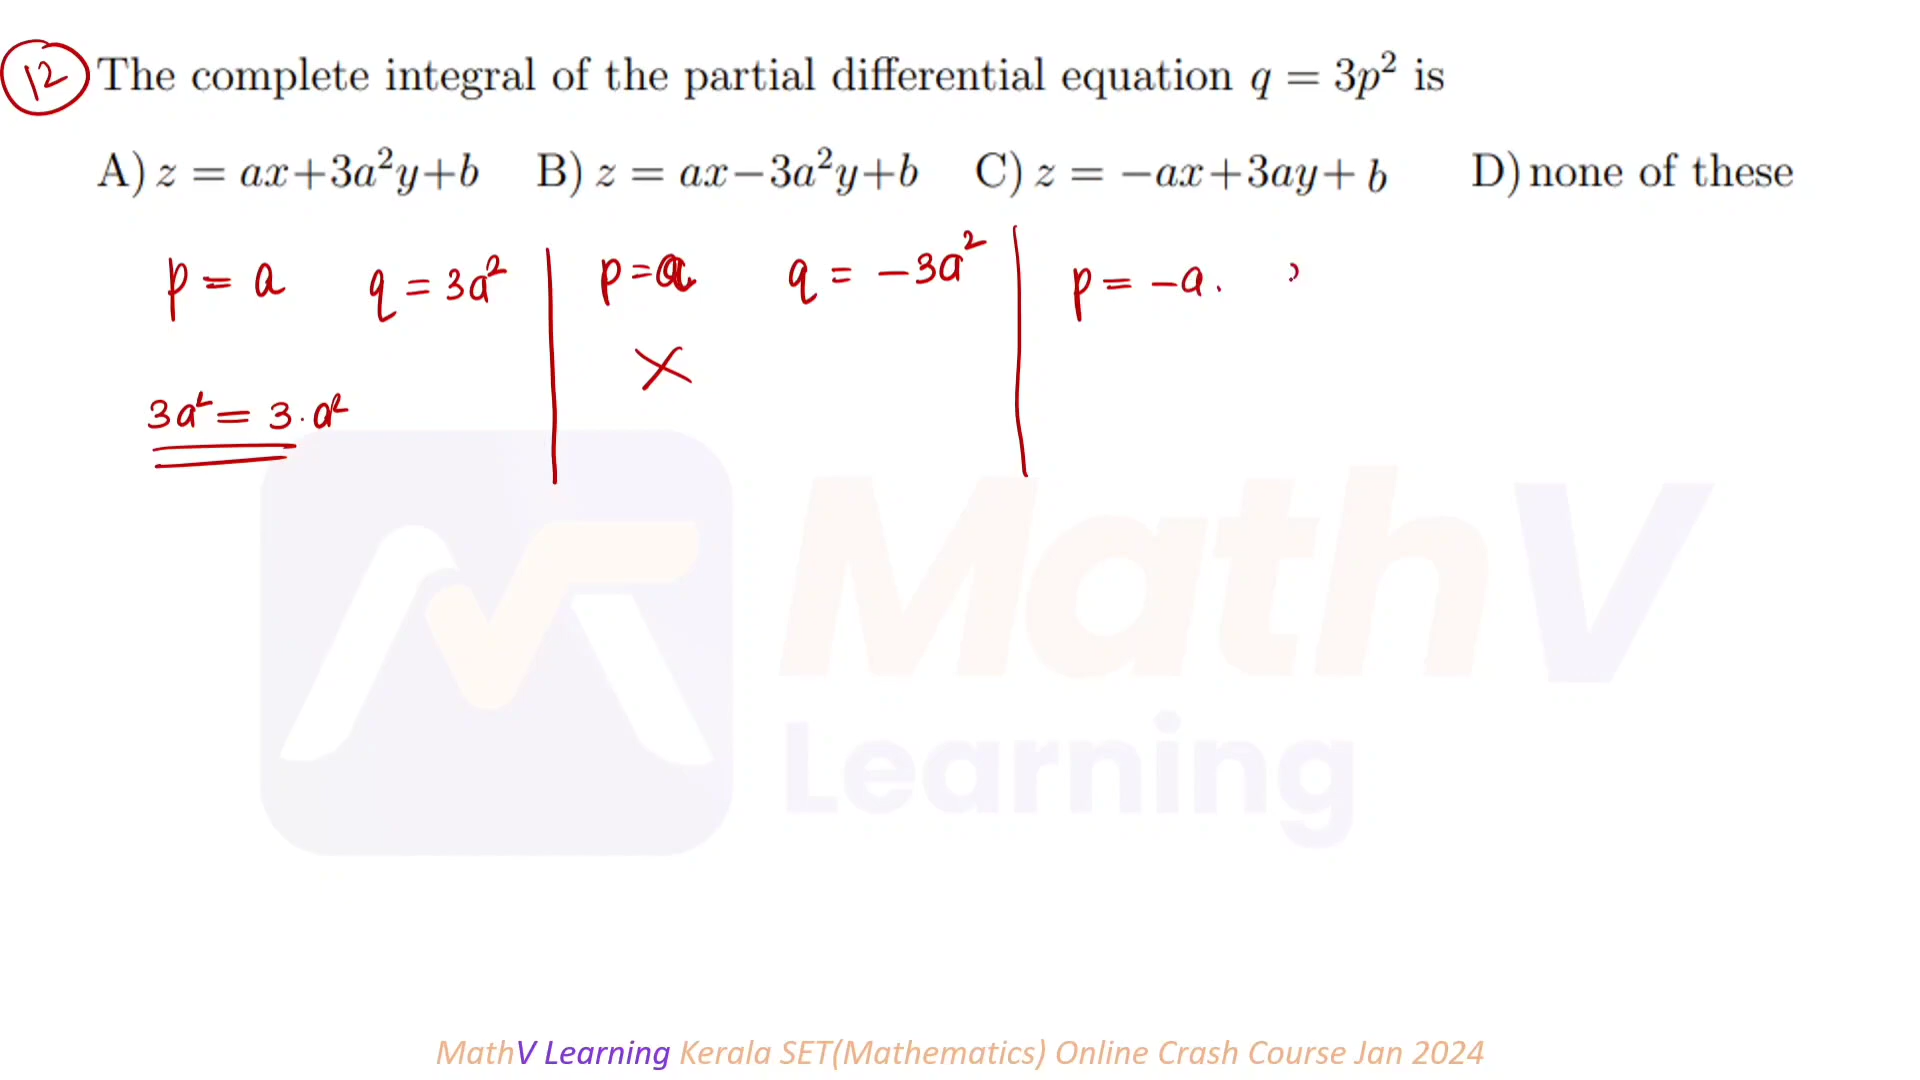 12 The complete integral of the partial differential equation q = 3p² is
A) z = ax+3a²y+b B) z = ax−3a²y+b C) z = −ax+3ay+b D) none of these
p = a q = 3a² p = a q = −3a² p = −a.
×
3a² = 3·a²
MathV
Learning
MathV Learning Kerala SET(Mathematics) Online Crash Course Jan 2024